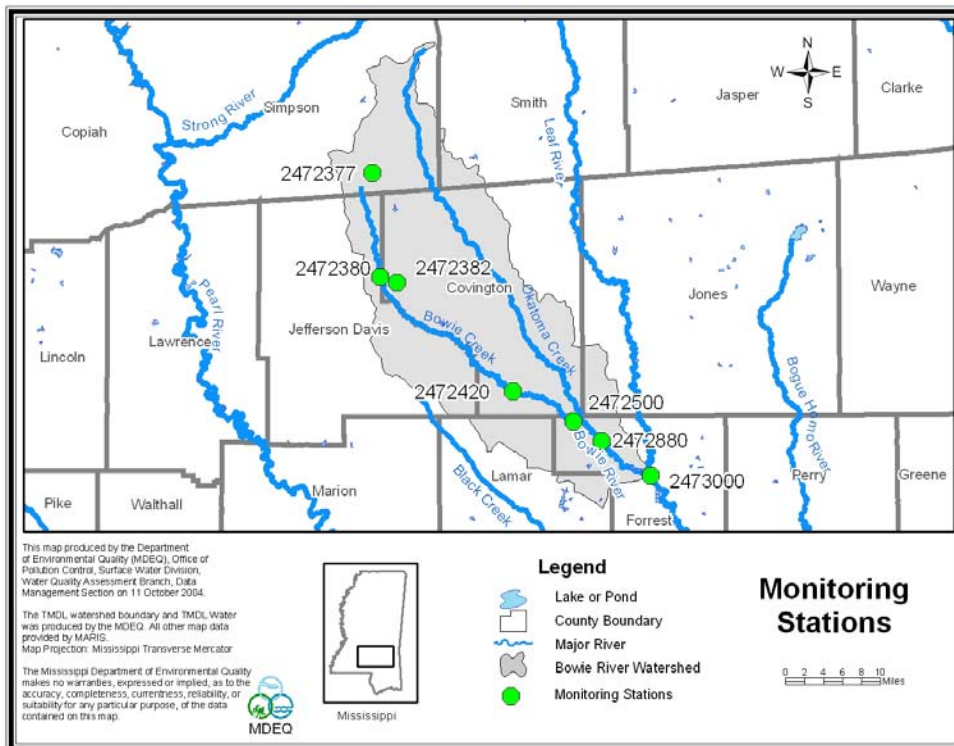 N
W E
S
Copiah
Simpson
Strong River
Smith
Leaf River
Jasper
Clarke
2472377
2472380
2472382
Covington
Okatoma Creek
Jones
Wayne
Pearl River
Lawrence
Lincoln
Jefferson Davis
Bowie Creek
2472420
2472500
2472880
Bowie River
2473000
Bogue Homo River
Perry
Greene
Pike
Walthall
Marion
Lamar
Black Creek
Forrest
This map produced by the Department
of Environmental Quality (MDEQ), Office of
Pollution Control, Surface Water Division,
Water Quality Assessment Branch, Data
Management Section on 11 October 2004.
The TMDL watershed boundary and TMDL Water
was produced by the MDEQ. All other map data
provided by MARIS.
Map Projection: Mississippi Transverse Mercator
The Mississippi Department of Environmental Quality
makes no warranties, expressed or implied, as to the
accuracy, completeness, currentness, reliability, or
suitability for any particular purpose, of the data
contained on this map.
MDEQ
Mississippi
Legend
Lake or Pond
County Boundary
Major River
Bowie River Watershed
Monitoring Stations
Monitoring
Stations
0 2 4 6 8 10
Miles